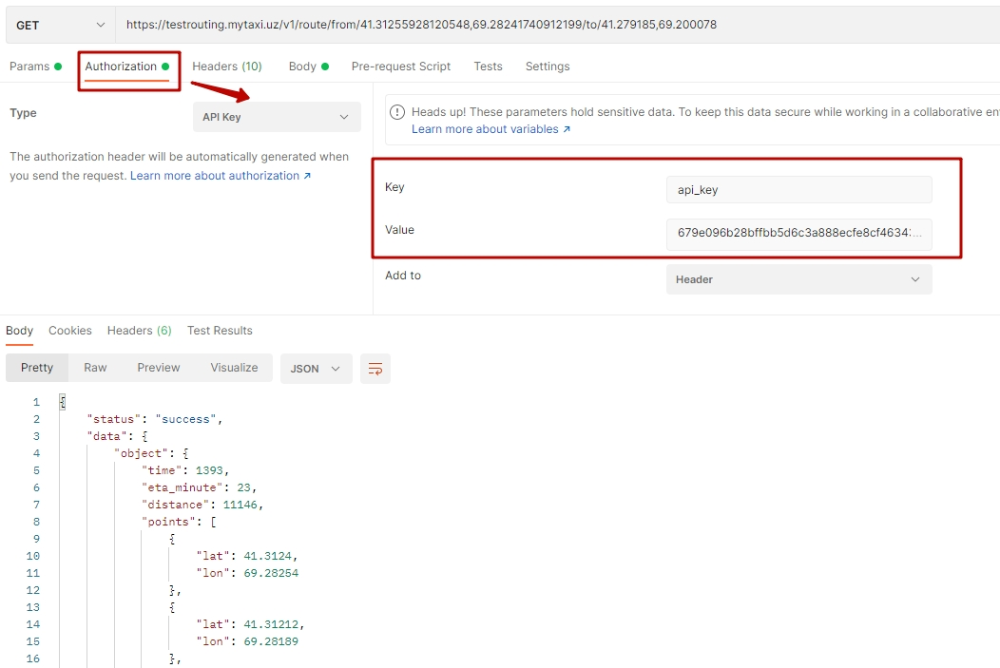 GET https://testrouting.mytaxi.uz/v1/route/from/41.31255928120548,69.28241740912199/to/41.279185,69.200078
Params Authorization Headers (10) Body Pre-request Script Tests Settings
Type API Key
The authorization header will be automatically generated when
you send the request. Learn more about authorization ↗
Heads up! These parameters hold sensitive data. To keep this data secure while working in a collaborative en
Learn more about variables ↗
Key api_key
Value 679e096b28bffbb5d6c3a888ecfe8cf4634...
Add to Header
Body Cookies Headers (6) Test Results
Pretty Raw Preview Visualize JSON
1 {
2 "status": "success",
3 "data": {
4 "object": {
5 "time": 1393,
6 "eta_minute": 23,
7 "distance": 11146,
8 "points": [
9 {
10 "lat": 41.3124,
11 "lon": 69.28254
12 },
13 {
14 "lat": 41.31212,
15 "lon": 69.28189
16 },